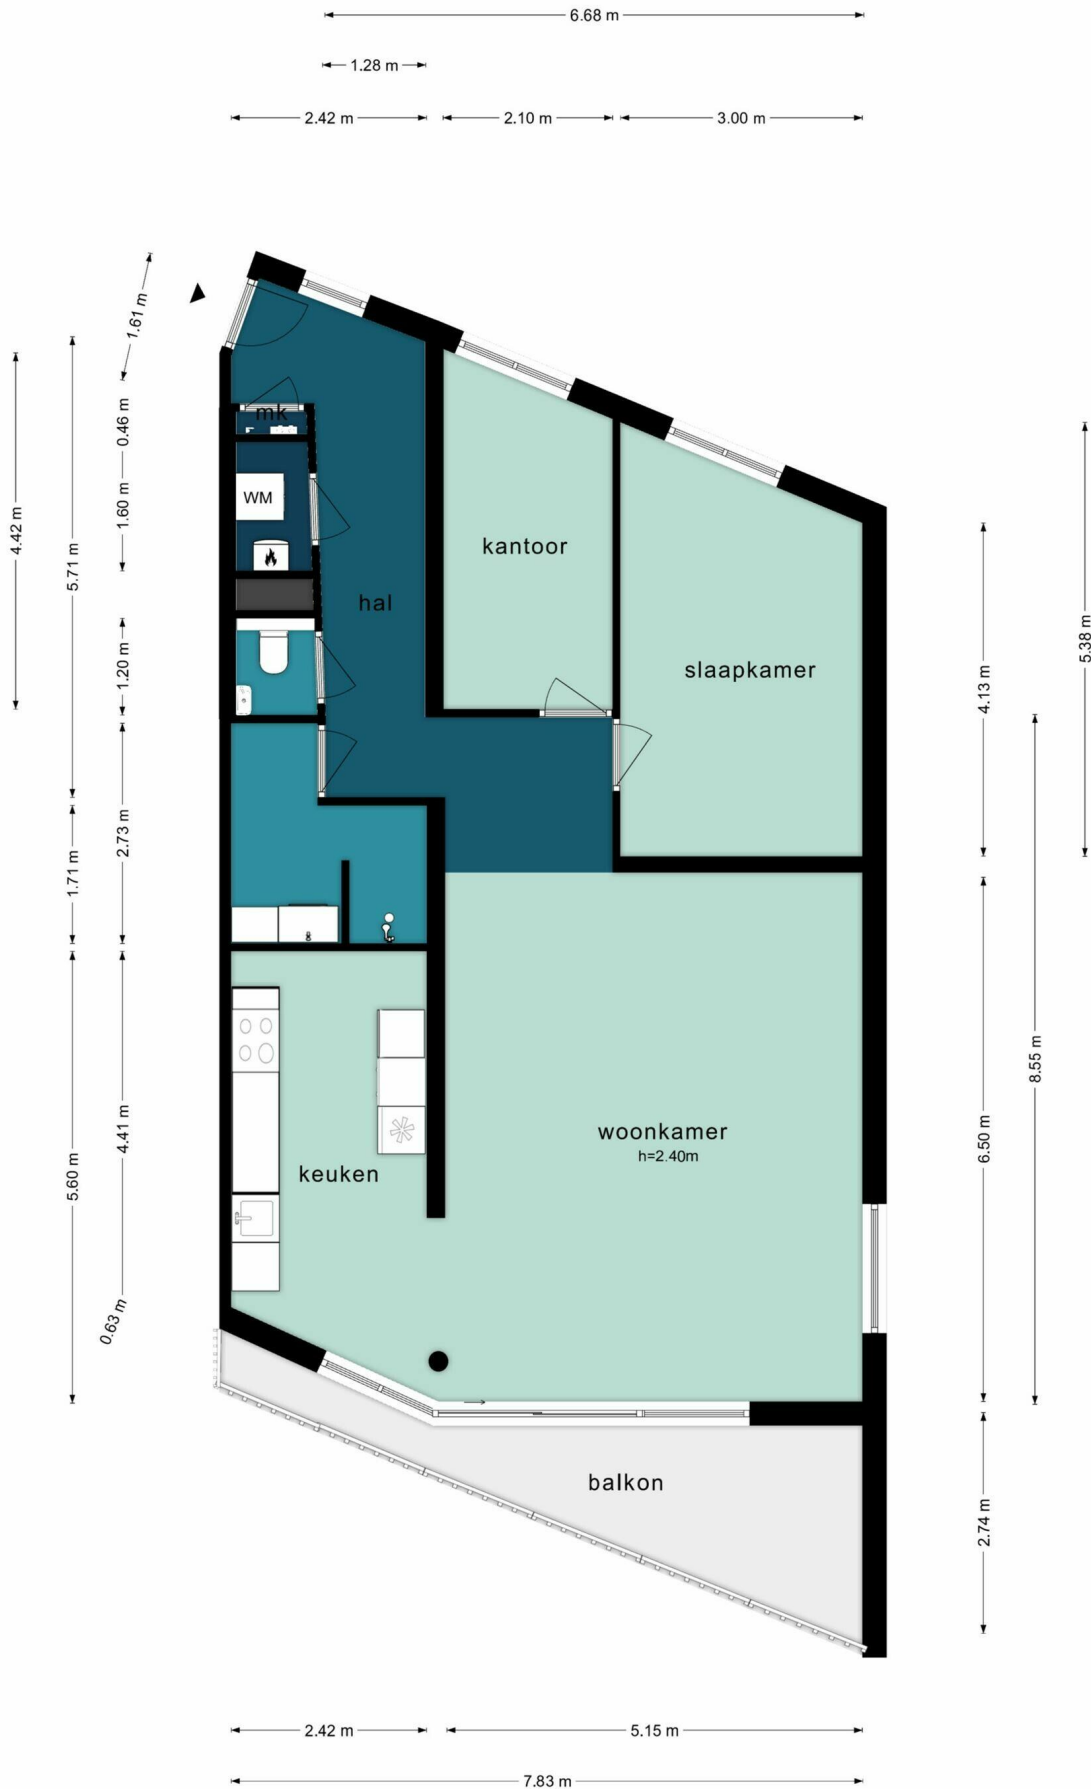 6.68 m
1.28 m
2.42 m
2.10 m
3.00 m
1.61 m
0.46 m
mk
4.42 m
5.71 m
1.60 m
WM
kantoor
hal
slaapkamer
5.38 m
4.13 m
1.20 m
2.73 m
1.71 m
8.55 m
4.41 m
5.60 m
woonkamer
h=2.40m
6.50 m
keuken
0.63 m
balkon
2.74 m
2.42 m
5.15 m
7.83 m